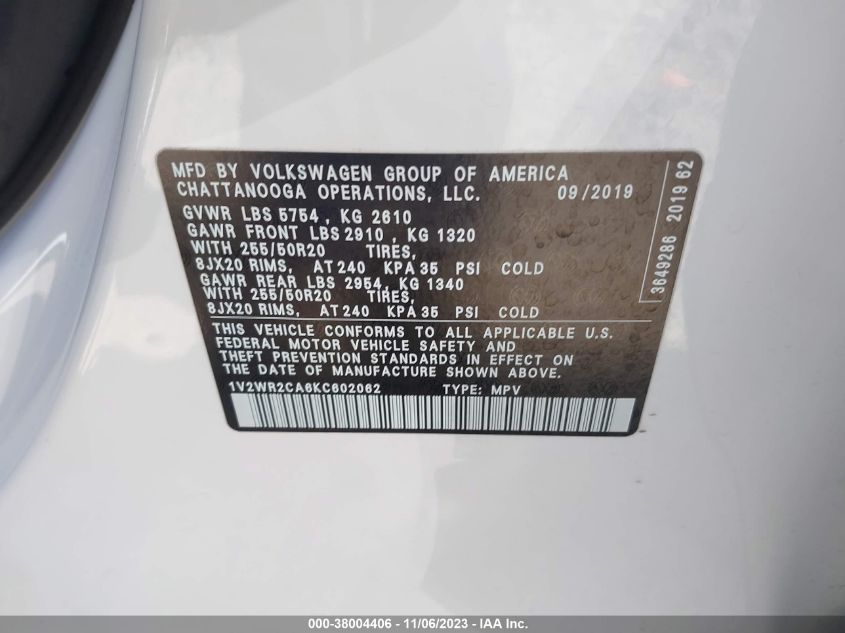 MFD BY VOLKSWAGEN GROUP OF AMERICA
CHATTANOOGA OPERATIONS, LLC. 09/2019
GVWR LBS 5754 , KG 2610
GAWR FRONT LBS 2910 , KG 1320
WITH 255/50R20 TIRES,
8JX20 RIMS, AT 240 KPA 35 PSI COLD
GAWR REAR LBS 2954, KG 1340
WITH 255/50R20 TIRES,
8JX20 RIMS, AT 240 KPA 35 PSI COLD
THIS VEHICLE CONFORMS TO ALL APPLICABLE U.S.
FEDERAL MOTOR VEHICLE SAFETY AND
THEFT PREVENTION STANDARDS IN EFFECT ON
THE DATE OF MANUFACTURE SHOWN ABOVE.
1V2WR2CA6KC602062 TYPE: MPV
3649286 2019 62
000-38004406 - 11/06/2023 - IAA Inc.